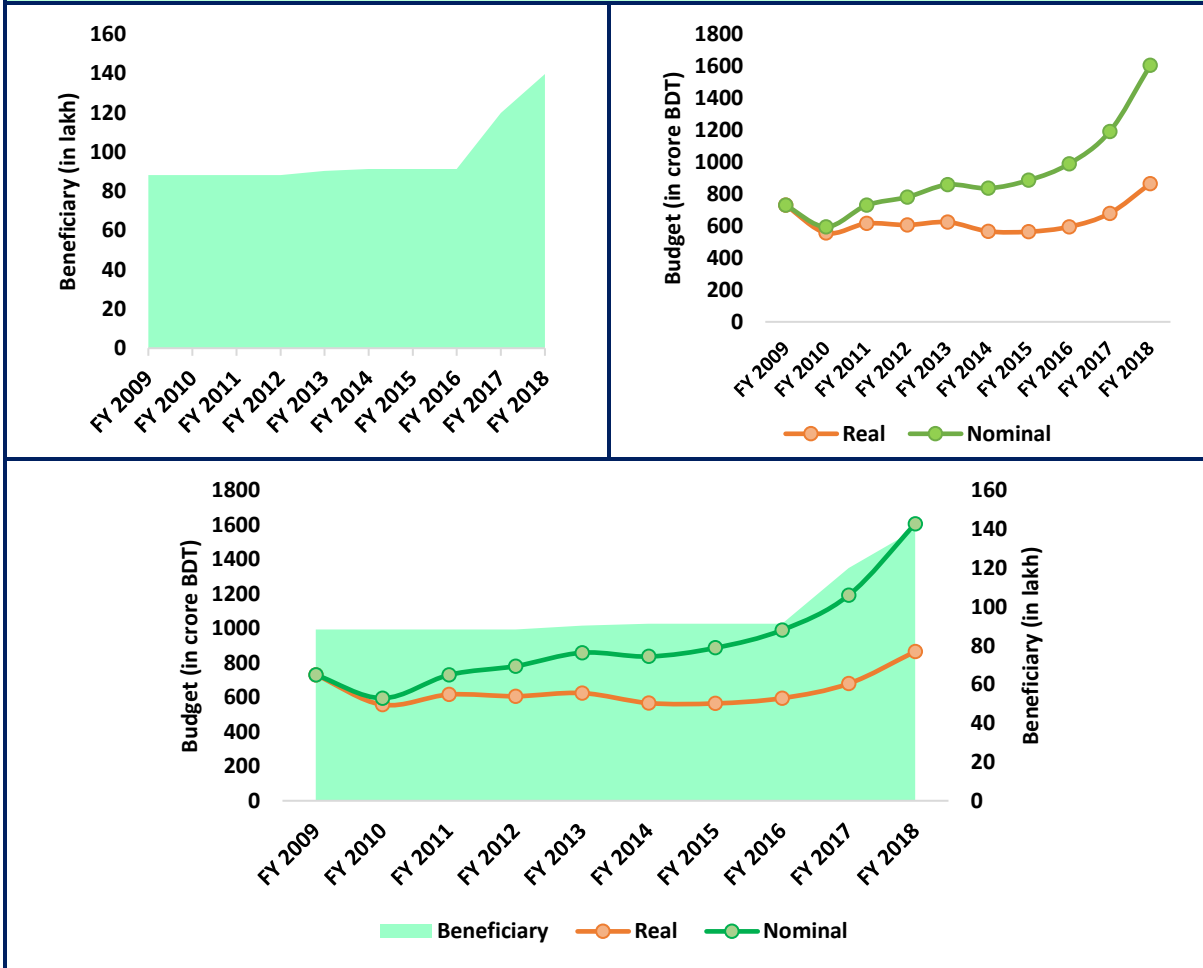 160
140
120
100
80
60
40
20
0
Beneficiary (in lakh)
FY 2009
FY 2010
FY 2011
FY 2012
FY 2013
FY 2014
FY 2015
FY 2016
FY 2017
FY 2018
1800
1600
1400
1200
1000
800
600
400
200
0
Budget (in crore BDT)
FY 2009
FY 2010
FY 2011
FY 2012
FY 2013
FY 2014
FY 2015
FY 2016
FY 2017
FY 2018
Real
Nominal
1800
1600
1400
1200
1000
800
600
400
200
0
Budget (in crore BDT)
160
140
120
100
80
60
40
20
0
Beneficiary (in lakh)
FY 2009
FY 2010
FY 2011
FY 2012
FY 2013
FY 2014
FY 2015
FY 2016
FY 2017
FY 2018
Beneficiary
Real
Nominal